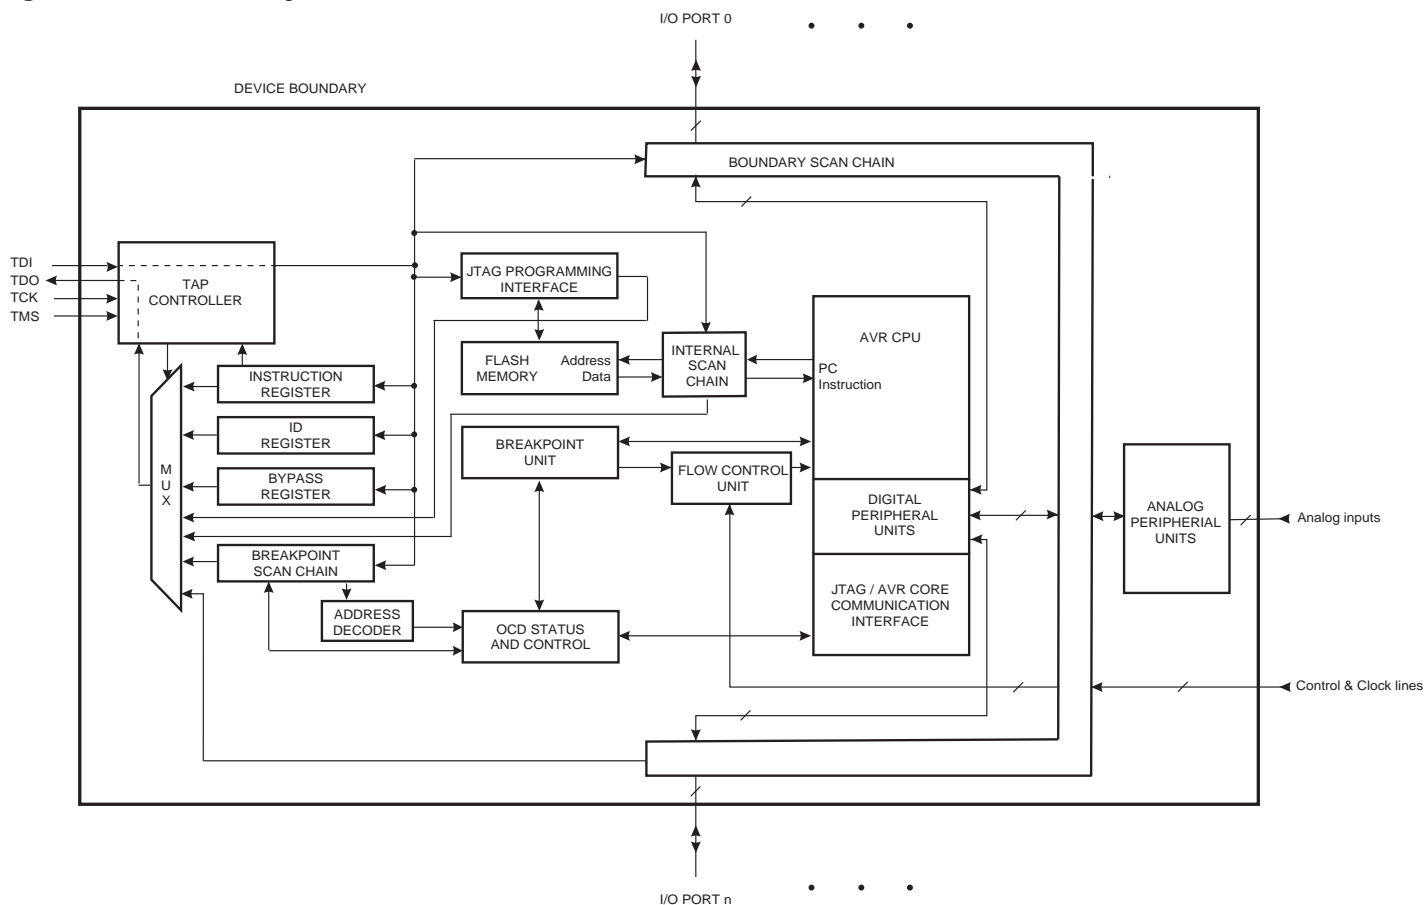 I/O PORT 0
DEVICE BOUNDARY
BOUNDARY SCAN CHAIN
TDI
TDO
TCK
TMS
TAP
CONTROLLER
JTAG PROGRAMMING
INTERFACE
AVR CPU
FLASH
MEMORY
Address
Data
INTERNAL
SCAN
CHAIN
PC
Instruction
INSTRUCTION
REGISTER
ID
REGISTER
BREAKPOINT
UNIT
FLOW CONTROL
UNIT
BYPASS
REGISTER
M
U
X
DIGITAL
PERIPHERAL
UNITS
ANALOG
PERIPHERIAL
UNITS
Analog inputs
BREAKPOINT
SCAN CHAIN
JTAG / AVR CORE
COMMUNICATION
INTERFACE
ADDRESS
DECODER
OCD STATUS
AND CONTROL
Control & Clock lines
I/O PORT n